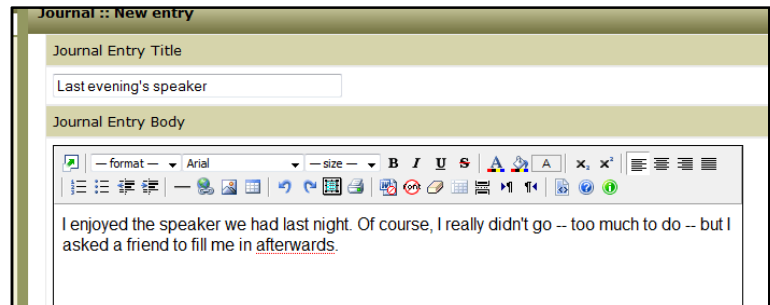 Journal :: New entry
Journal Entry Title
Last evening's speaker
Journal Entry Body
— format — Arial — size — B I U S A A x₂ x²
I enjoyed the speaker we had last night. Of course, I really didn't go -- too much to do -- but I
asked a friend to fill me in afterwards.